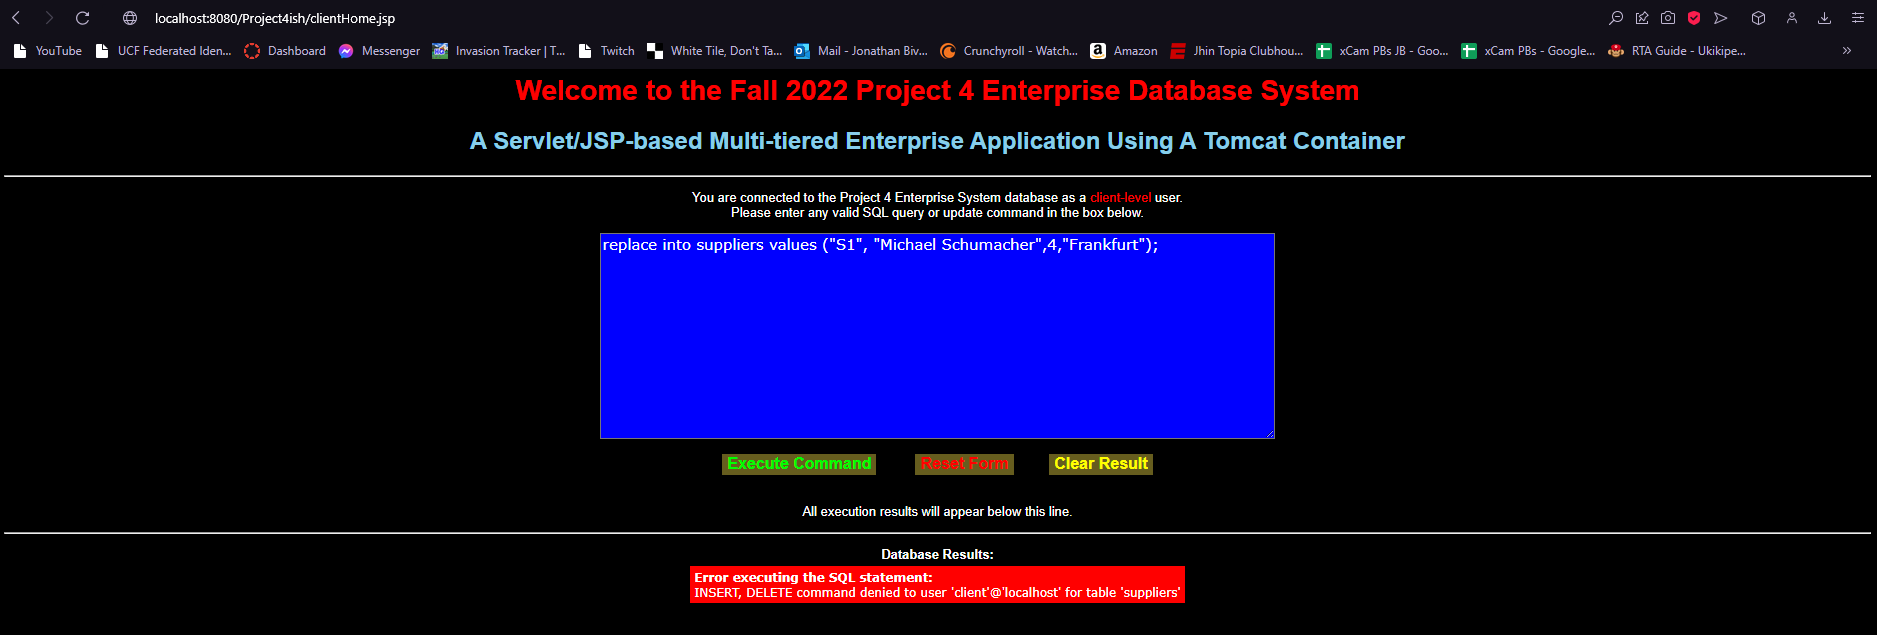 localhost:8080/Project4ish/clientHome.jsp
YouTube UCF Federated Iden... Dashboard Messenger Invasion Tracker | T... Twitch White Tile, Don't Ta... Mail - Jonathan Biv... Crunchyroll - Watch... Amazon Jhin Topia Clubhou... xCam PBs JB - Goo... xCam PBs - Google... RTA Guide - Ukikipe... »
Welcome to the Fall 2022 Project 4 Enterprise Database System
A Servlet/JSP-based Multi-tiered Enterprise Application Using A Tomcat Container
You are connected to the Project 4 Enterprise System database as a client-level user.
Please enter any valid SQL query or update command in the box below.
replace into suppliers values ("S1", "Michael Schumacher",4,"Frankfurt");
Execute Command Reset Form Clear Result
All execution results will appear below this line.
Database Results:
Error executing the SQL statement:
INSERT, DELETE command denied to user 'client'@'localhost' for table 'suppliers'